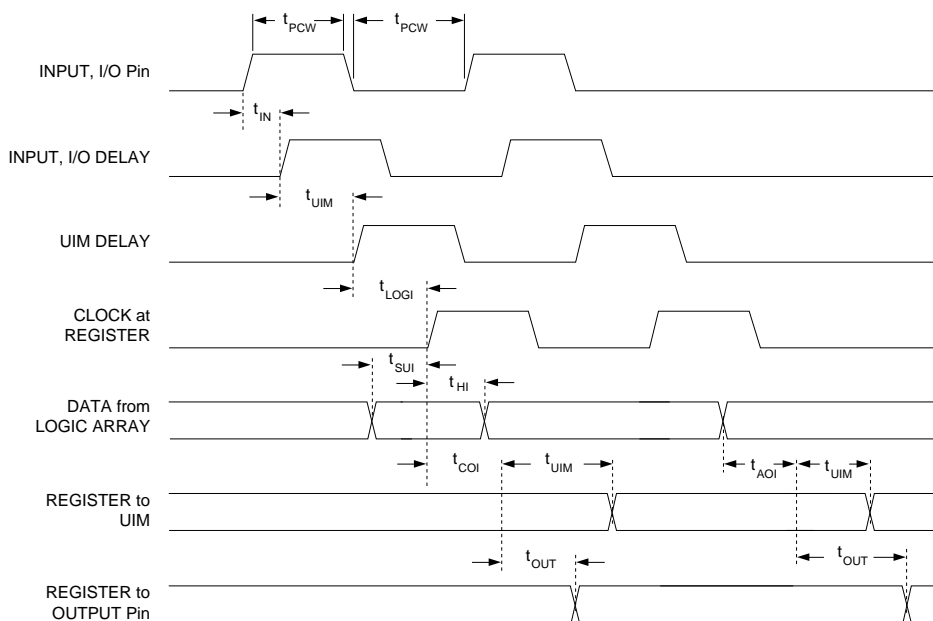 tPCW tPCW
INPUT, I/O Pin
tIN
INPUT, I/O DELAY
tUIM
UIM DELAY
tLOGI
CLOCK at
REGISTER
tSUI
tHI
DATA from
LOGIC ARRAY
tCOI tUIM tAOI tUIM
REGISTER to
UIM
tOUT tOUT
REGISTER to
OUTPUT Pin